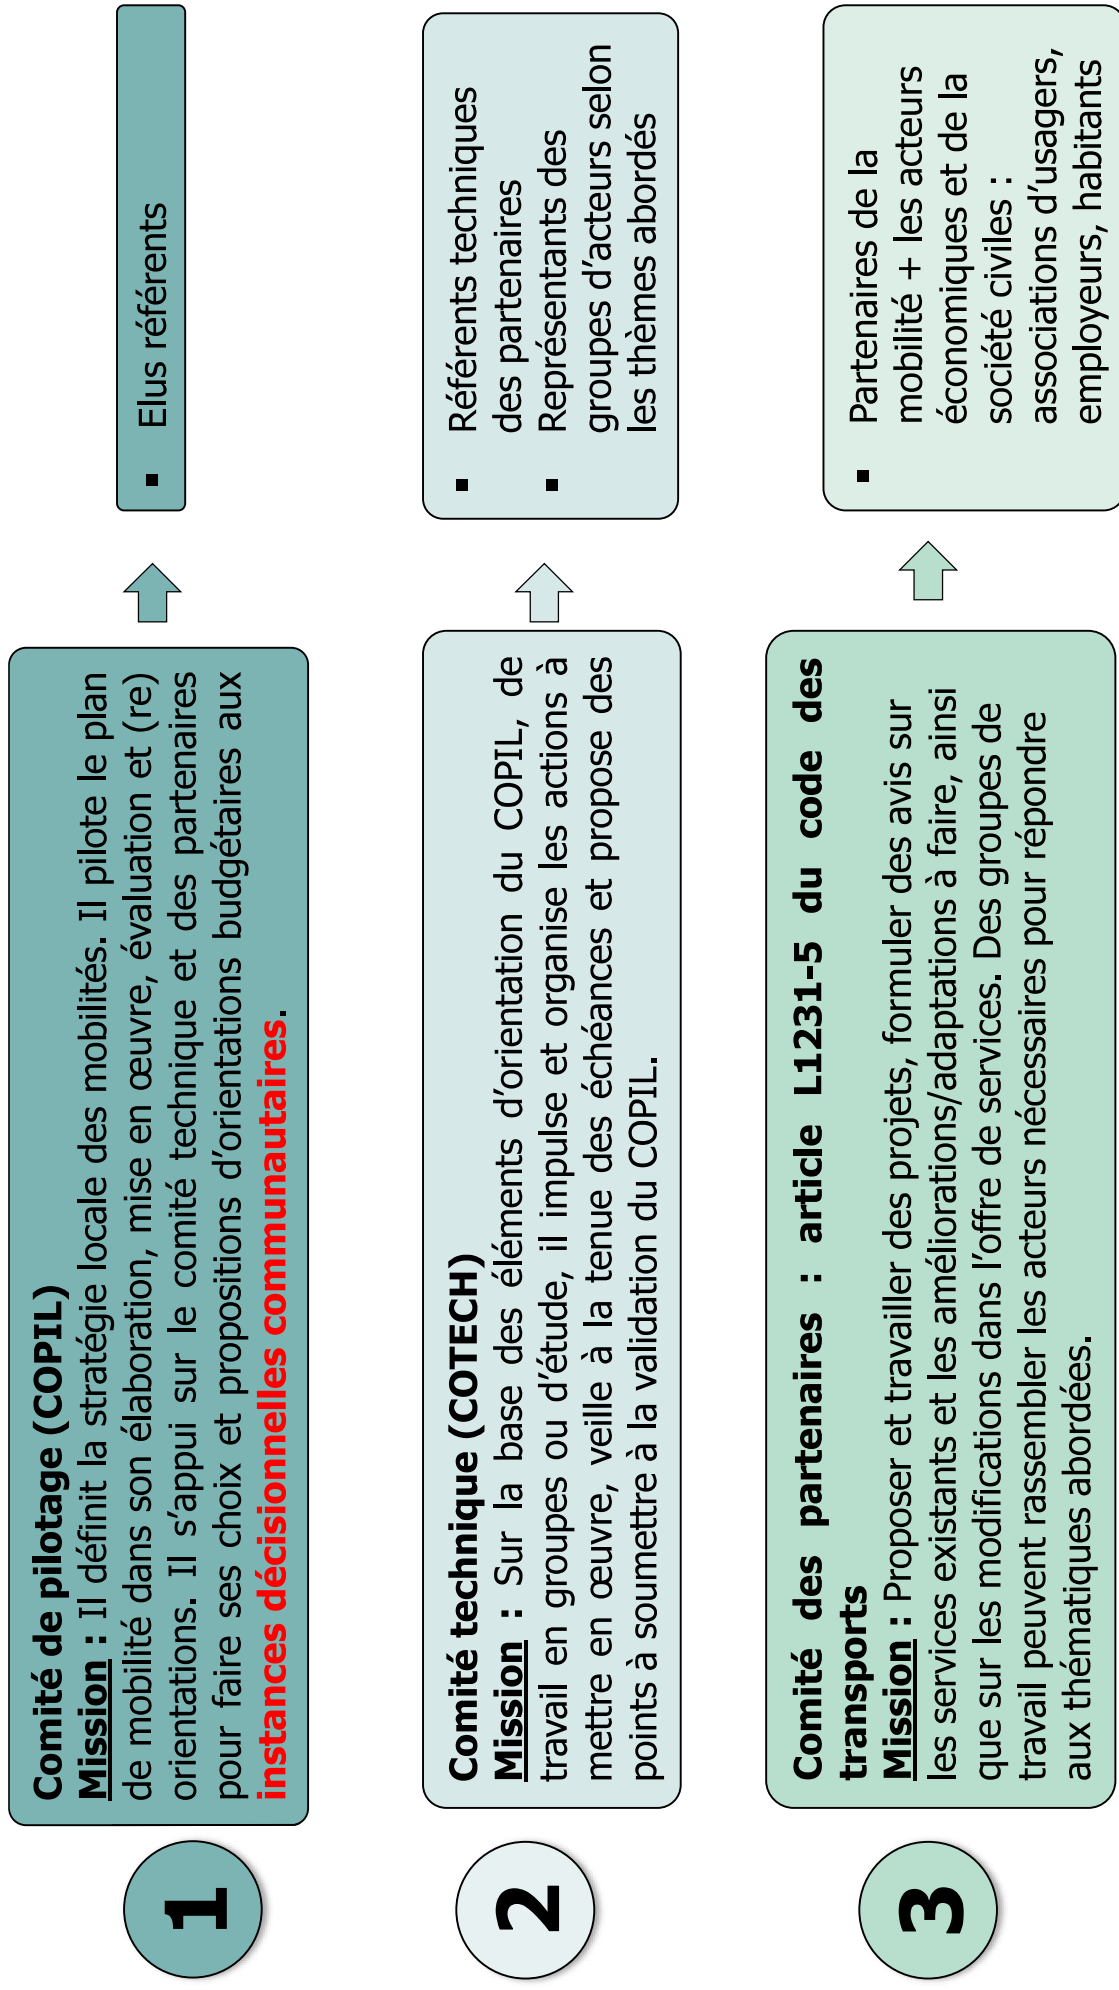 1
Comité de pilotage (COPIL)
Mission : Il définit la stratégie locale des mobilités. Il pilote le plan
de mobilité dans son élaboration, mise en œuvre, évaluation et (re)
orientations. Il s’appui sur le comité technique et des partenaires
pour faire ses choix et propositions d’orientations budgétaires aux
instances décisionnelles communautaires.
▪ Elus référents
2
Comité technique (COTECH)
Mission : Sur la base des éléments d’orientation du COPIL, de
travail en groupes ou d’étude, il impulse et organise les actions à
mettre en œuvre, veille à la tenue des échéances et propose des
points à soumettre à la validation du COPIL.
▪ Référents techniques
des partenaires
▪ Représentants des
groupes d’acteurs selon
les thèmes abordés
3
Comité des partenaires : article L1231-5 du code des
transports
Mission : Proposer et travailler des projets, formuler des avis sur
les services existants et les améliorations/adaptations à faire, ainsi
que sur les modifications dans l’offre de services. Des groupes de
travail peuvent rassembler les acteurs nécessaires pour répondre
aux thématiques abordées.
▪ Partenaires de la
mobilité + les acteurs
économiques et de la
société civiles :
associations d’usagers,
employeurs, habitants